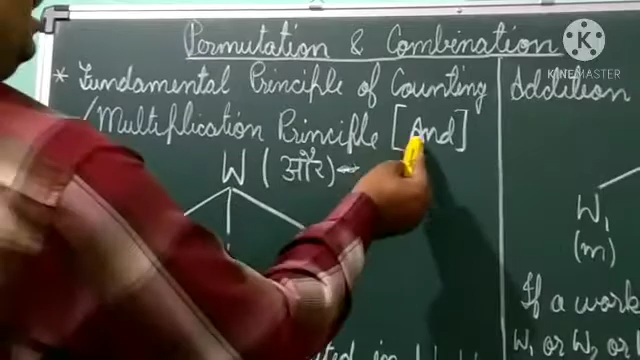 Permutation & Combination
* Fundamental Principle of Counting
/Multiplication Principle [And]
W (और)
Addition
W₁
(m)
If a work
W₁ or W₂ or
in
K
KINEMASTER